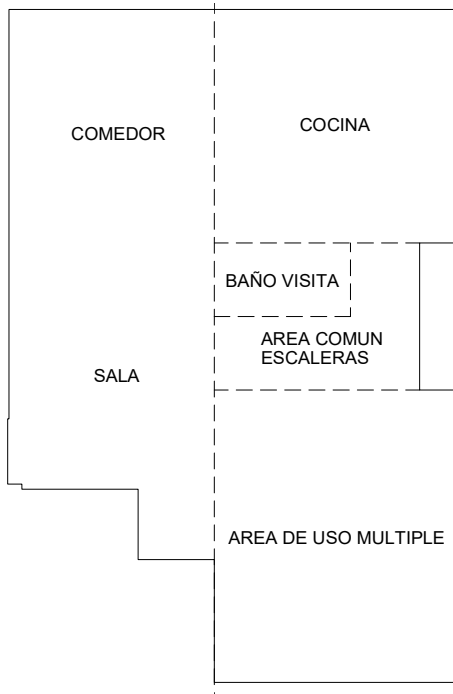 COMEDOR
COCINA
BAÑO VISITA
AREA COMUN
ESCALERAS
SALA
AREA DE USO MULTIPLE